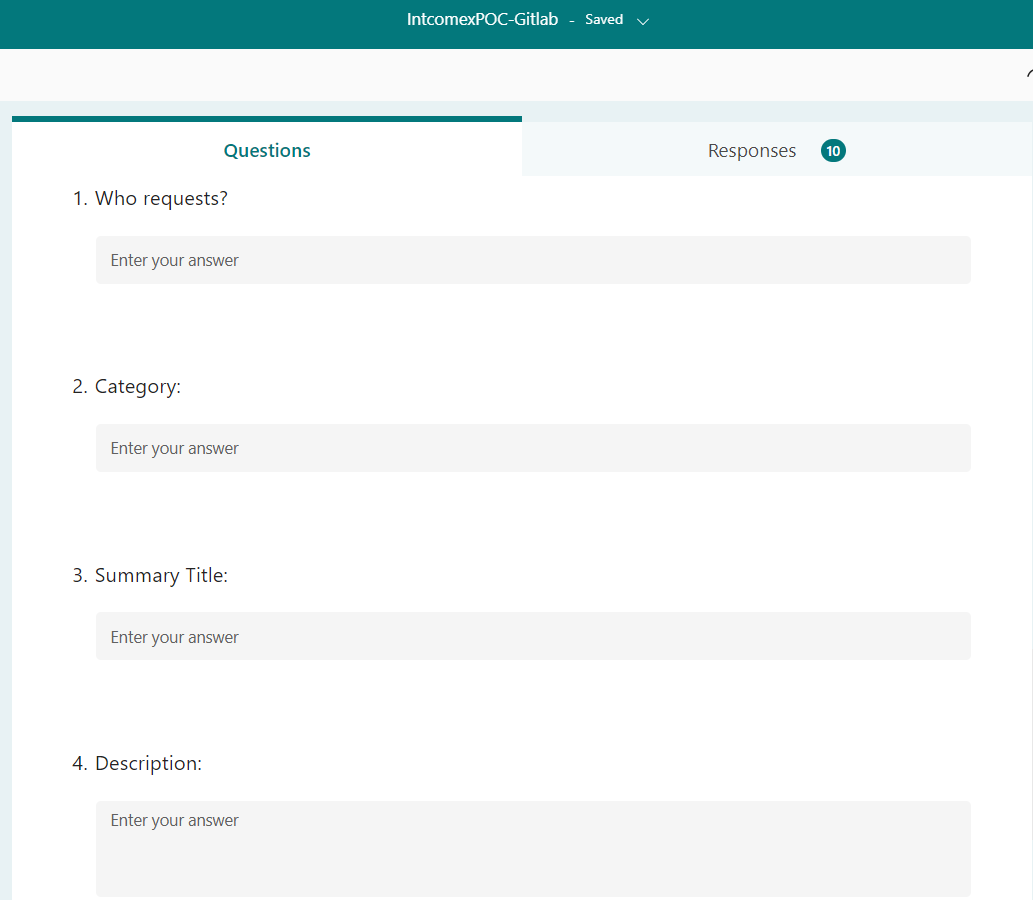 IntcomexPOC-Gitlab - Saved
Questions
Responses 10
1. Who requests?
Enter your answer
2. Category:
Enter your answer
3. Summary Title:
Enter your answer
4. Description:
Enter your answer